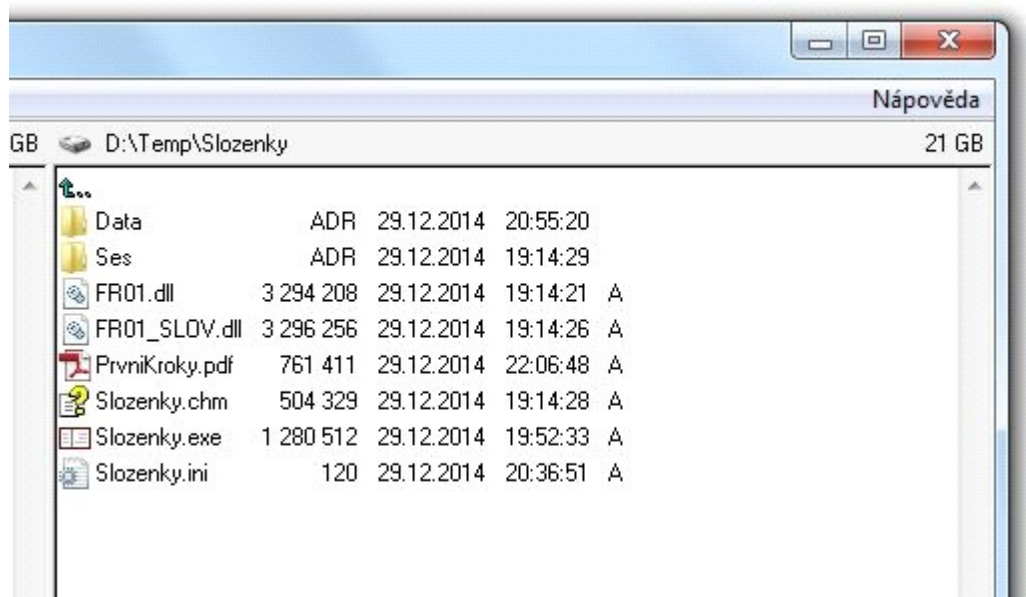 Nápověda
GB D:\Temp\Slozenky 21 GB
..
Data ADR 29.12.2014 20:55:20
Ses ADR 29.12.2014 19:14:29
FR01.dll 3 294 208 29.12.2014 19:14:21 A
FR01_SLOV.dll 3 296 256 29.12.2014 19:14:26 A
PrvniKroky.pdf 761 411 29.12.2014 22:06:48 A
Slozenky.chm 504 329 29.12.2014 19:14:28 A
Slozenky.exe 1 280 512 29.12.2014 19:52:33 A
Slozenky.ini 120 29.12.2014 20:36:51 A